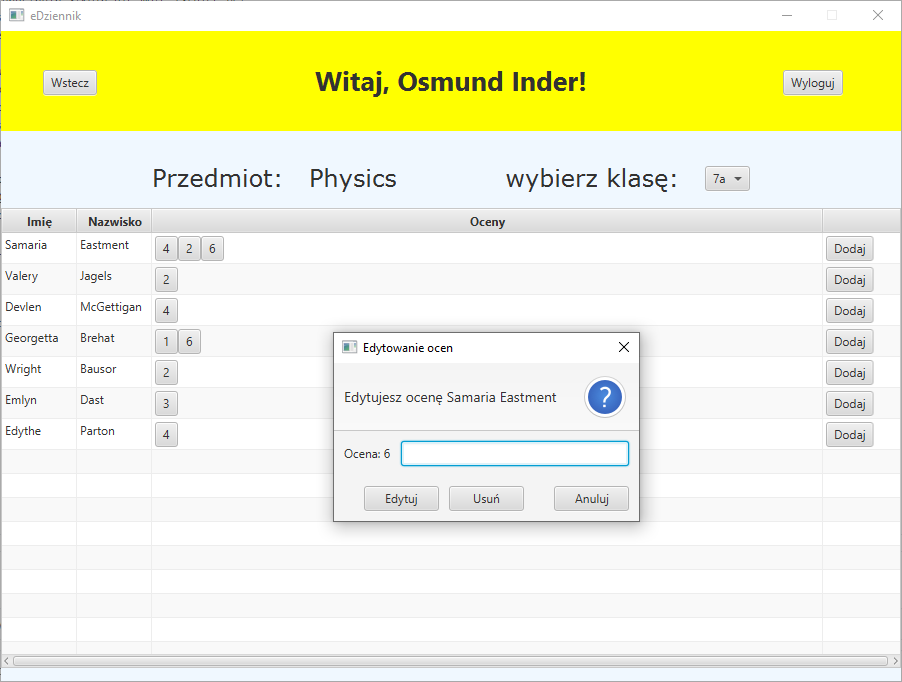 eDziennik
Wstecz
Witaj, Osmund Inder!
Wyloguj
Przedmiot: Physics wybierz klasę: 7a
Imię Nazwisko Oceny
Samaria Eastment 4 2 6 Dodaj
Valery Jagels 2 Dodaj
Devlen McGettigan 4 Dodaj
Georgetta Brehat 1 6 Dodaj
Wright Bausor 2 Dodaj
Emlyn Dast 3 Dodaj
Edythe Parton 4 Dodaj
Edytowanie ocen
Edytujesz ocenę Samaria Eastment
?
Ocena: 6
Edytuj Usuń Anuluj